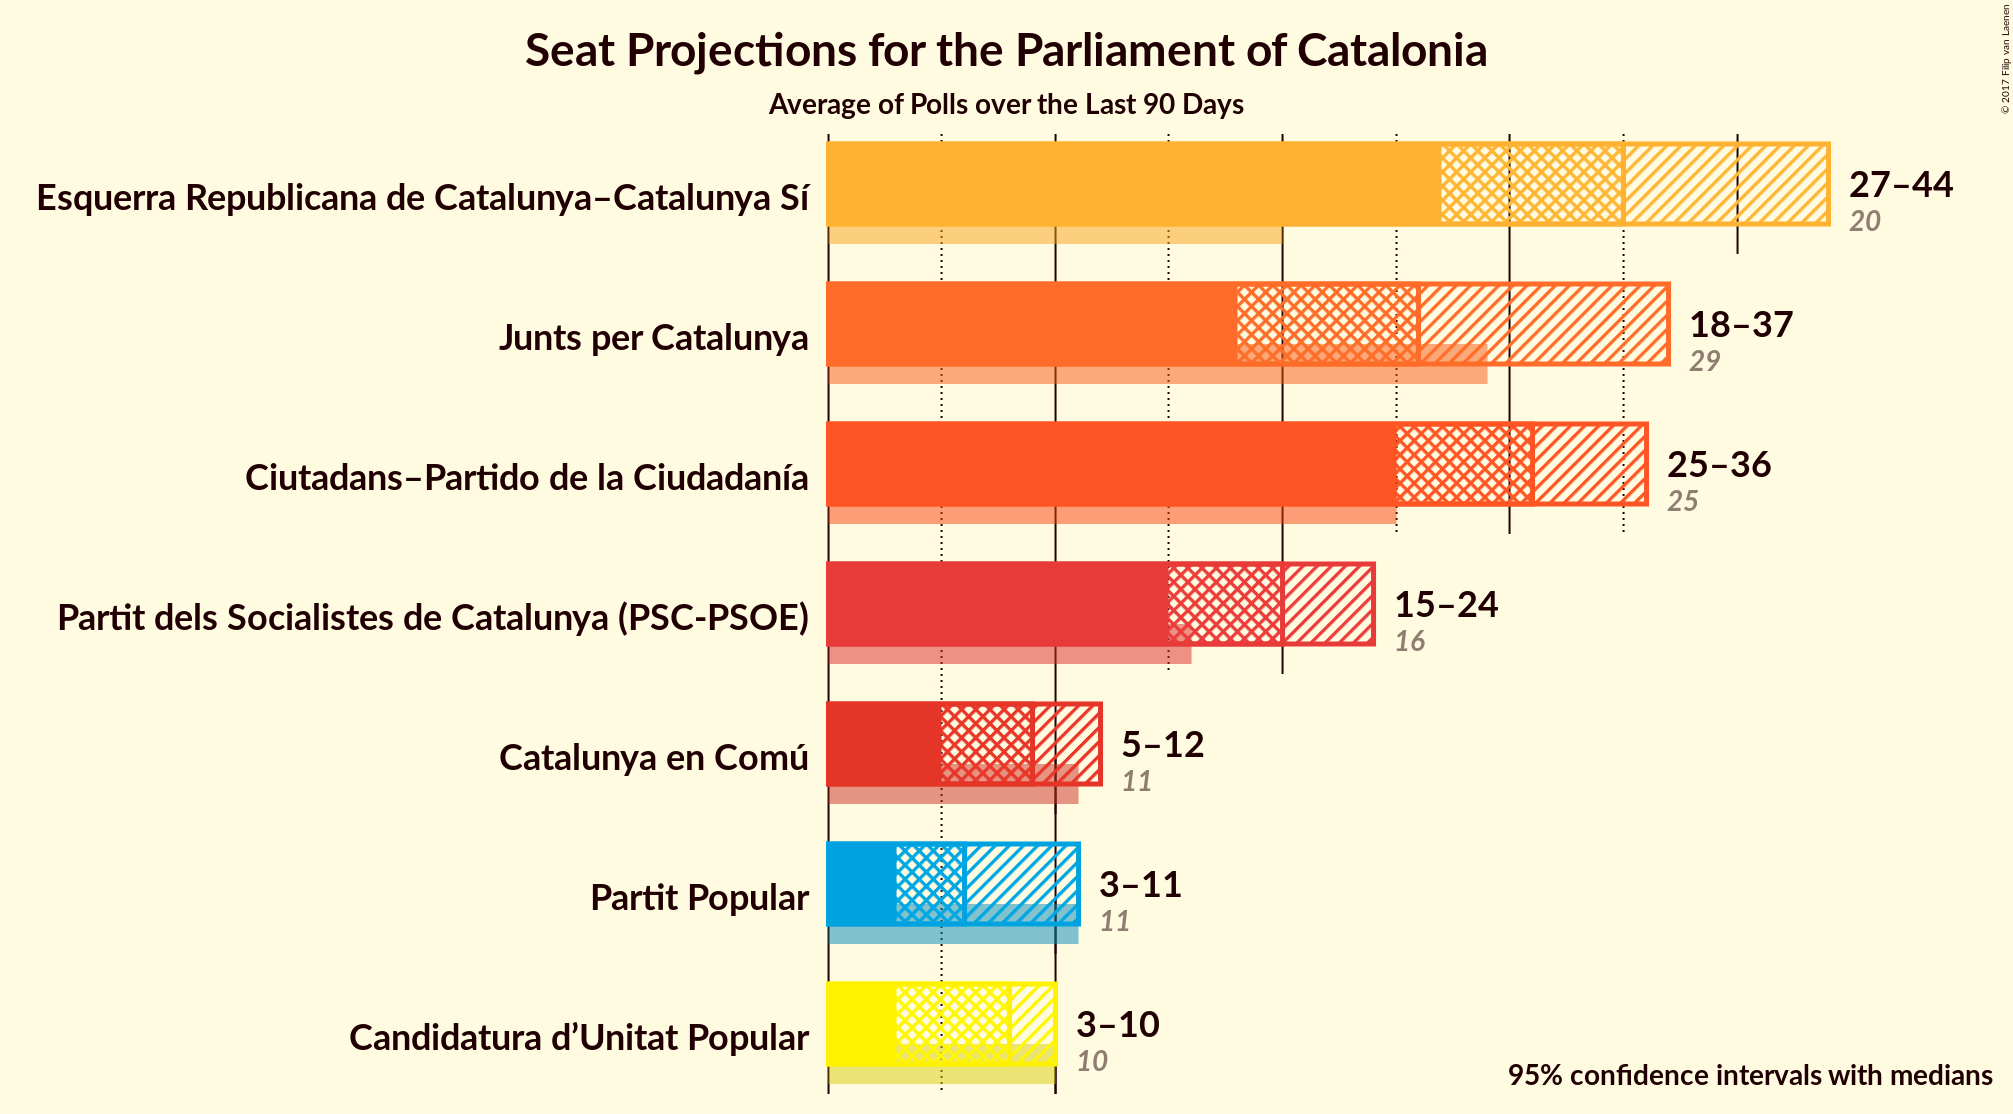 Seat Projections for the Parliament of Catalonia
Average of Polls over the Last 90 Days
© 2017 Filip van Laenen
Esquerra Republicana de Catalunya–Catalunya Sí
27–44
20
Junts per Catalunya
18–37
29
Ciutadans–Partido de la Ciudadanía
25–36
25
Partit dels Socialistes de Catalunya (PSC-PSOE)
15–24
16
Catalunya en Comú
5–12
11
Partit Popular
3–11
11
Candidatura d’Unitat Popular
3–10
10
95% confidence intervals with medians